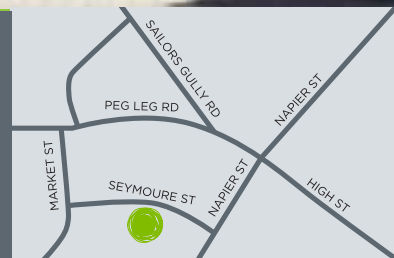 SAILORS GULLY RD
NAPIER ST
PEG LEG RD
MARKET ST
SEYMOURE ST
NAPIER ST
HIGH ST